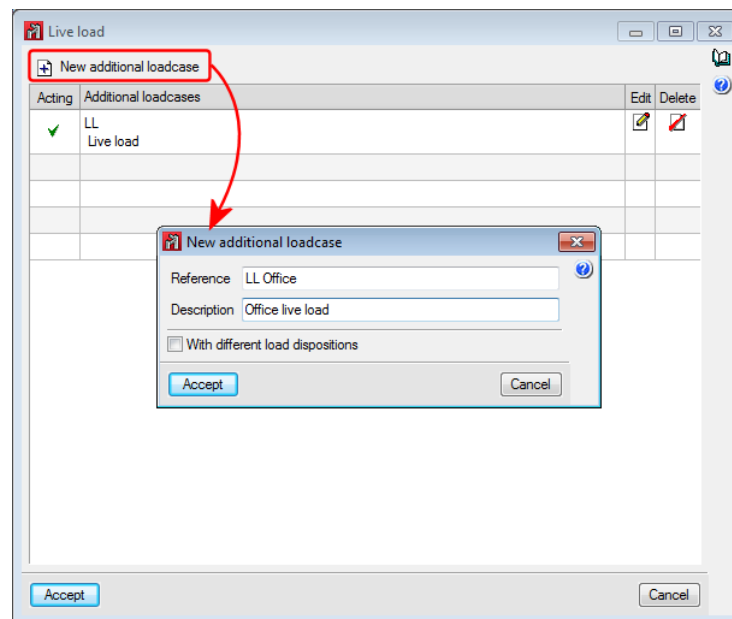 Live load
New additional loadcase
Acting Additional loadcases Edit Delete
LL
Live load
New additional loadcase
Reference LL Office
Description Office live load
With different load dispositions
Accept Cancel
Accept Cancel